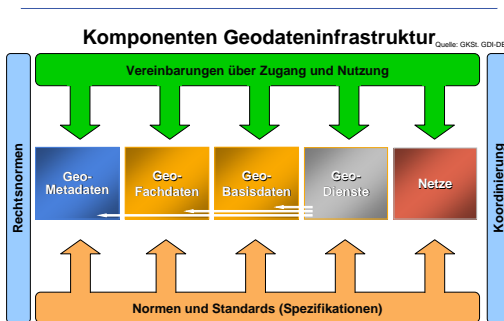 Komponenten Geodateninfrastruktur
Quelle: GKSt. GDI-DE
Vereinbarungen über Zugang und Nutzung
Rechtsnormen
Geo-
Metadaten
Geo-
Fachdaten
Geo-
Basisdaten
Geo-
Dienste
Netze
Koordinierung
Normen und Standards (Spezifikationen)